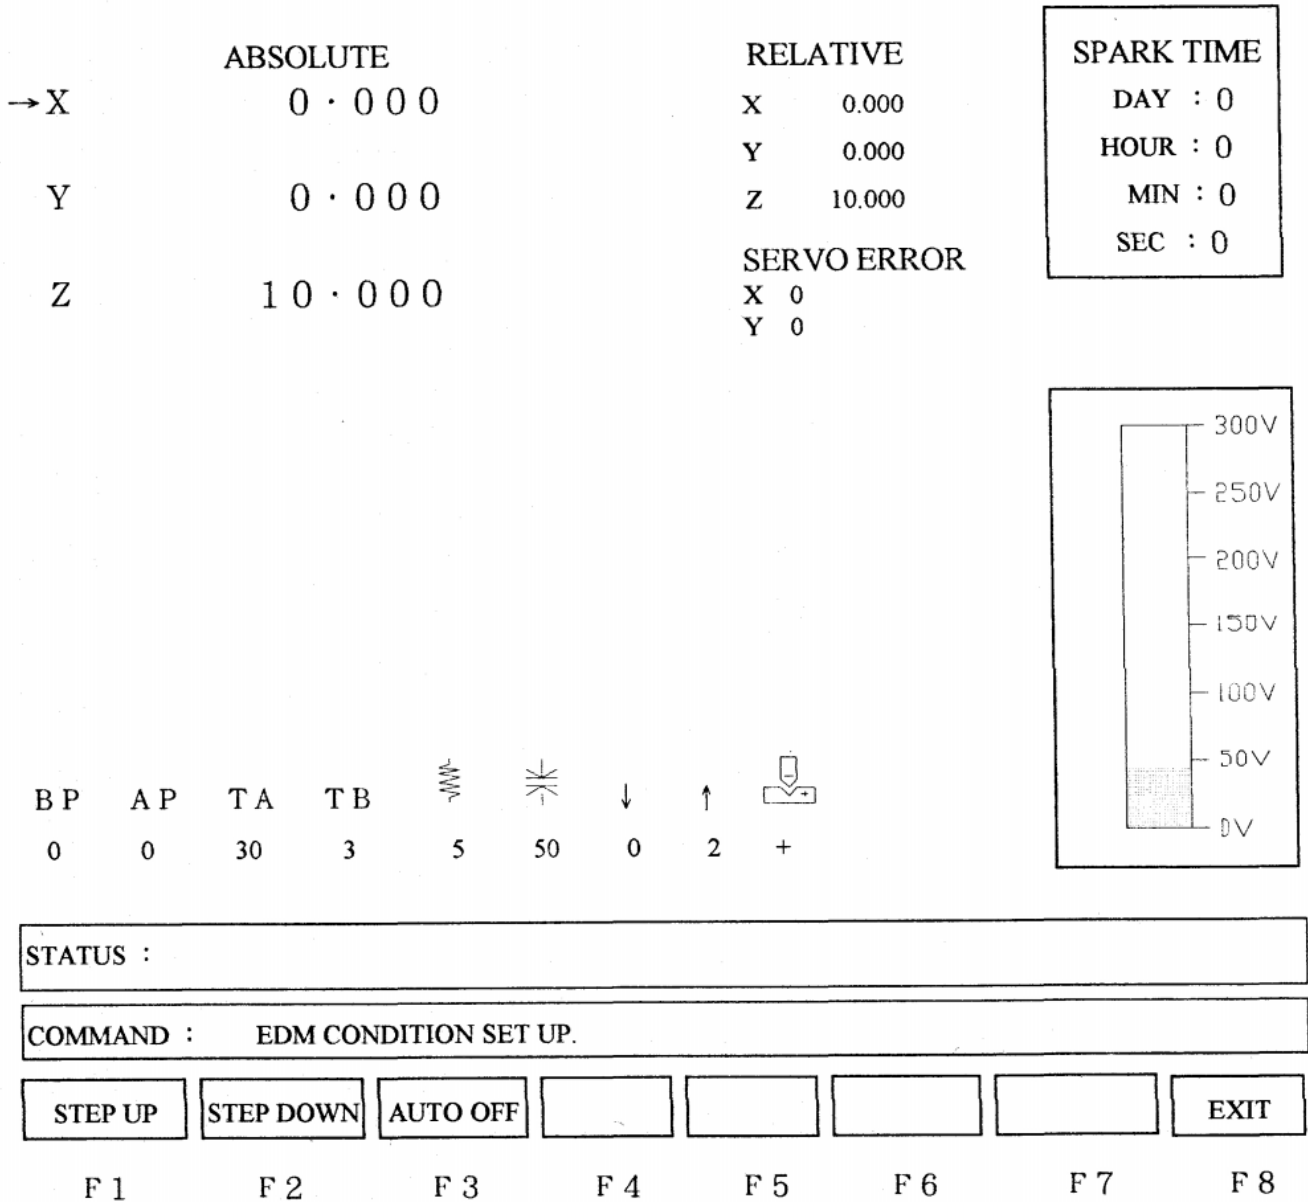 ABSOLUTE
→X 0·000
Y 0·000
Z 10·000
RELATIVE
X 0.000
Y 0.000
Z 10.000
SERVO ERROR
X 0
Y 0
SPARK TIME
DAY : 0
HOUR : 0
MIN : 0
SEC : 0
300V
250V
200V
150V
100V
50V
0V
BP AP TA TB ↓ ↑ - +
0 0 30 3 5 50 0 2 +
STATUS :
COMMAND : EDM CONDITION SET UP.
STEP UP STEP DOWN AUTO OFF EXIT
F1 F2 F3 F4 F5 F6 F7 F8